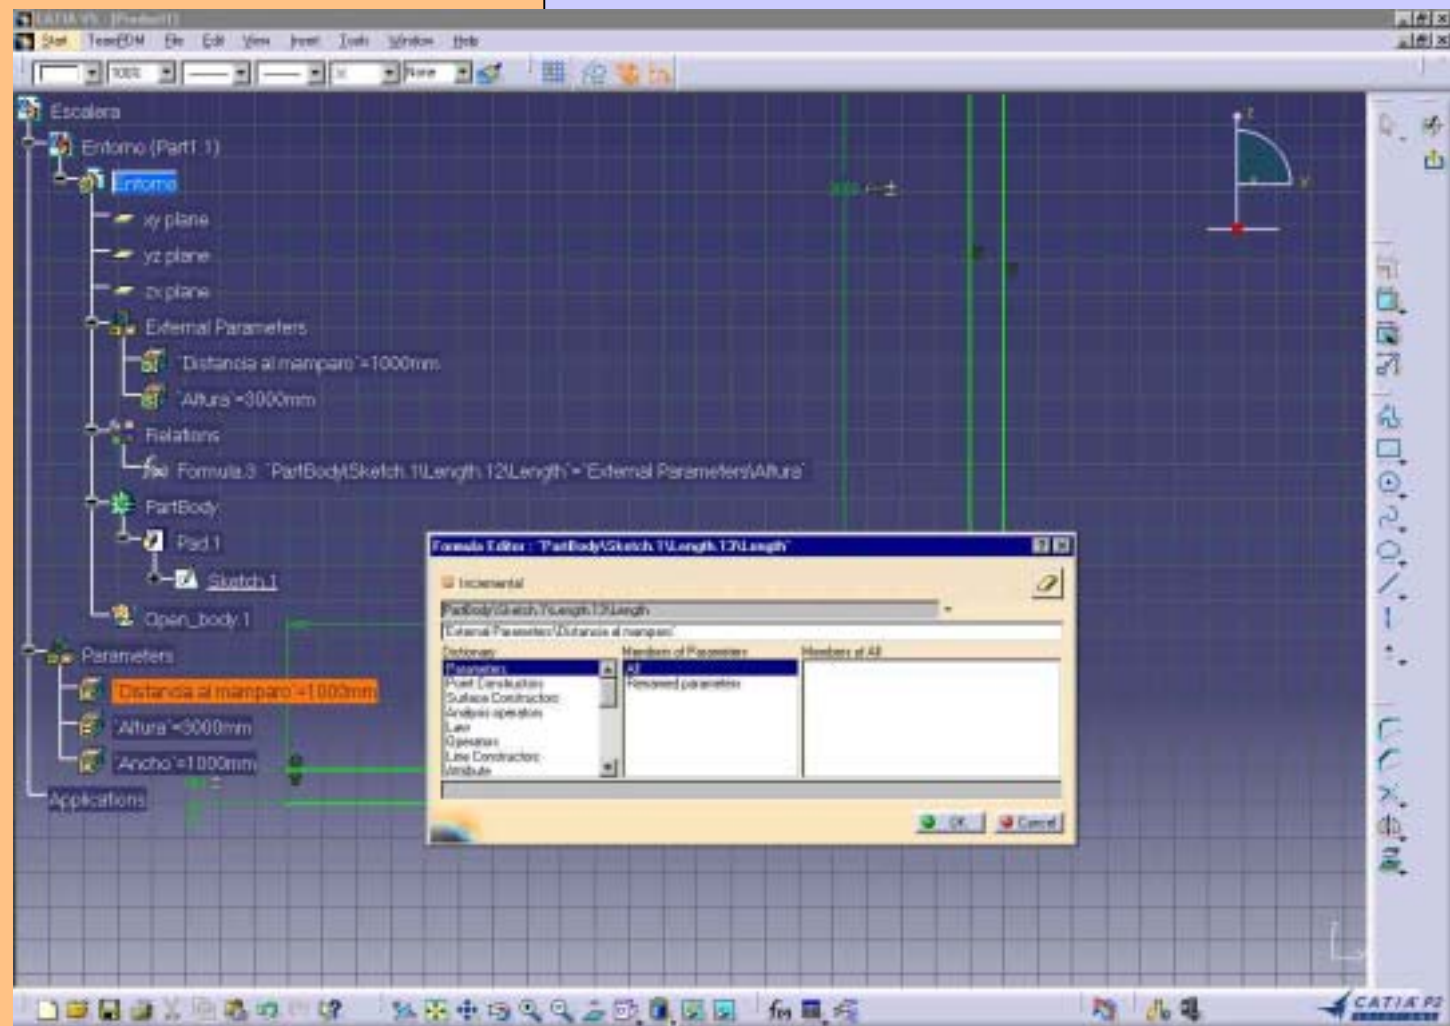 CATIA V5 - [Product1]
Start TeamPDM File Edit View Insert Tools Window Help
100% None
Escalera
Entorno (Part1.1)
Entorno
xy plane
yz plane
zx plane
External Parameters
`Distancia al mamparo`=1000mm
`Altura`=3000mm
Relations
f(x) Formula.3: `PartBody\Sketch.1\Length.12\Length`=`External Parameters\Altura`
PartBody
Pad.1
Sketch.1
Open_body.1
Parameters
`Distancia al mamparo`=1000mm
`Altura`=3000mm
`Ancho`=1000mm
Applications
Formula Editor : `PartBody\Sketch.1\Length.13\Length`
Incremental
PartBody\Sketch.1\Length.13\Length
=
`External Parameters\Distancia al mamparo`
Dictionary Members of Parameters Members of All
Parameters All
Point Constructors Renamed parameters
Surface Constructors
Analysis operators
Law
Operators
Line Constructors
Attribute
OK Cancel
CATIA P2